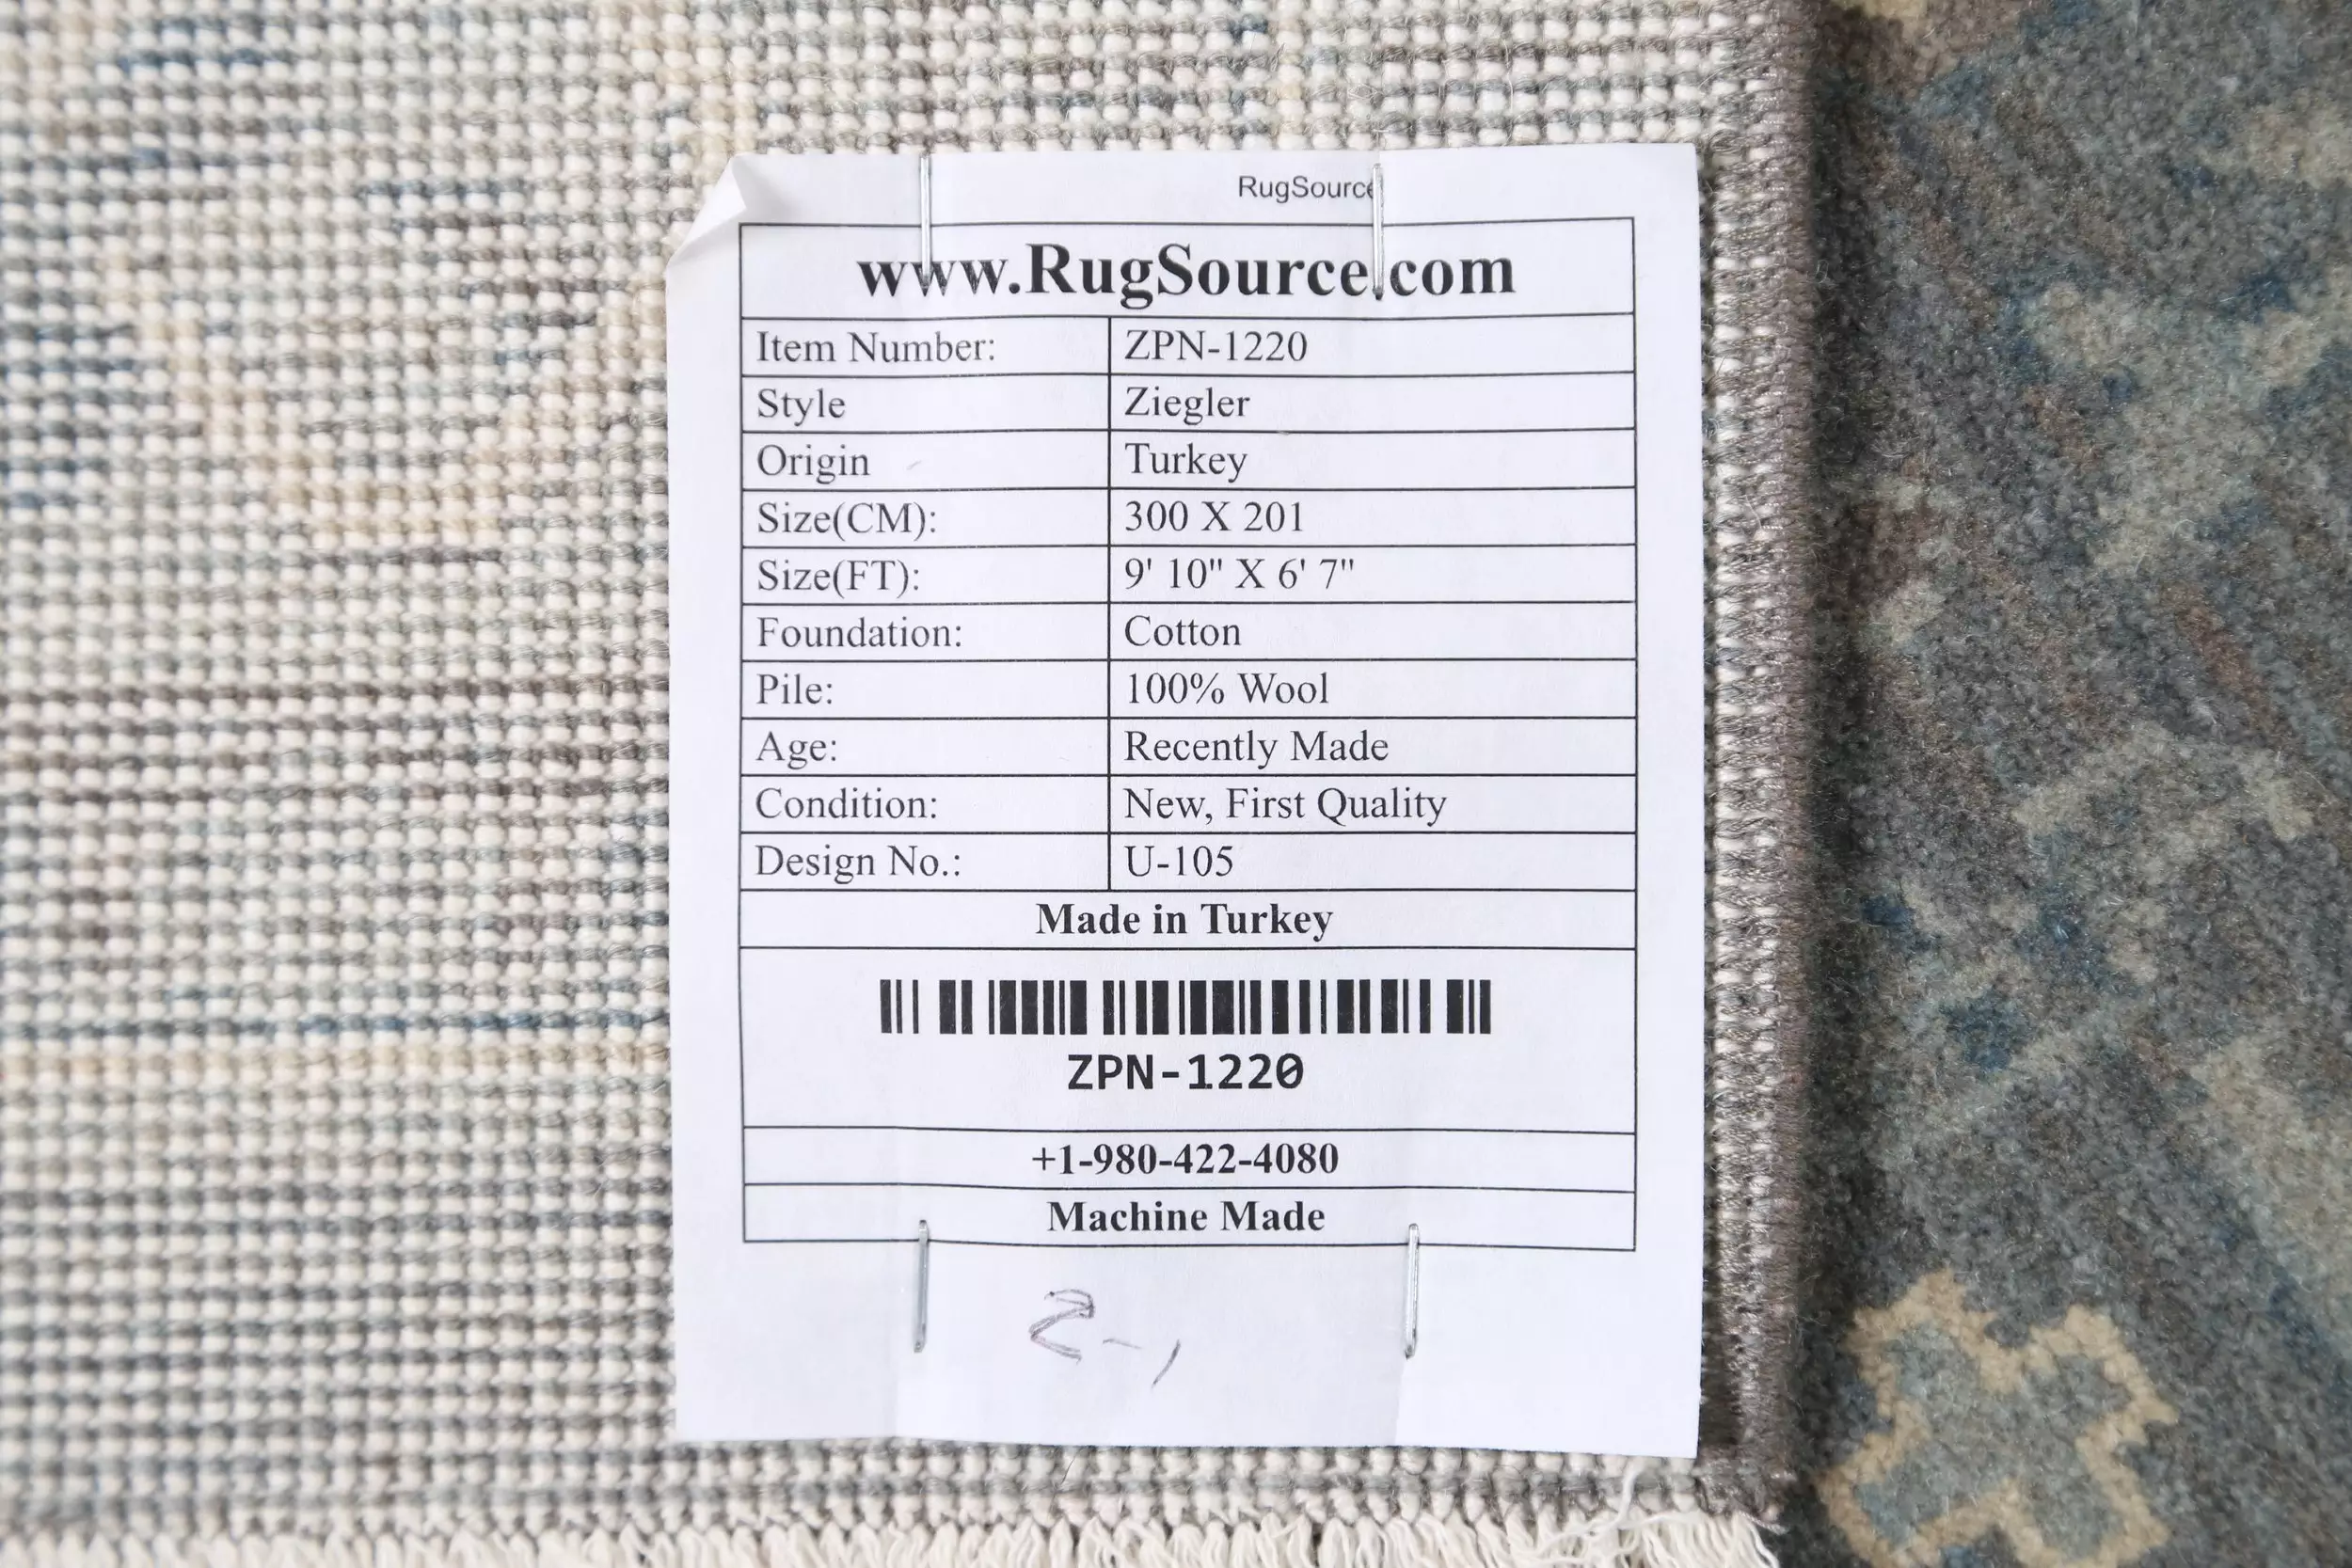 RugSource
www.RugSource.com
Item Number: ZPN-1220
Style Ziegler
Origin Turkey
Size(CM): 300 X 201
Size(FT): 9' 10" X 6' 7"
Foundation: Cotton
Pile: 100% Wool
Age: Recently Made
Condition: New, First Quality
Design No.: U-105
Made in Turkey
ZPN-1220
+1-980-422-4080
Machine Made